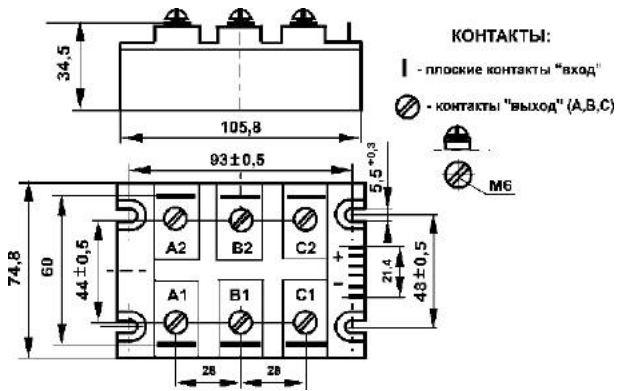 КОНТАКТЫ:
- плоские контакты "вход"
- контакты "выход" (A,B,C)
M6
34,5
105,8
93±0,5
5,5 +0,3
74,8
60
44±0,5
A2 B2 C2
+
-
21,4
48±0,5
A1 B1 C1
28 28